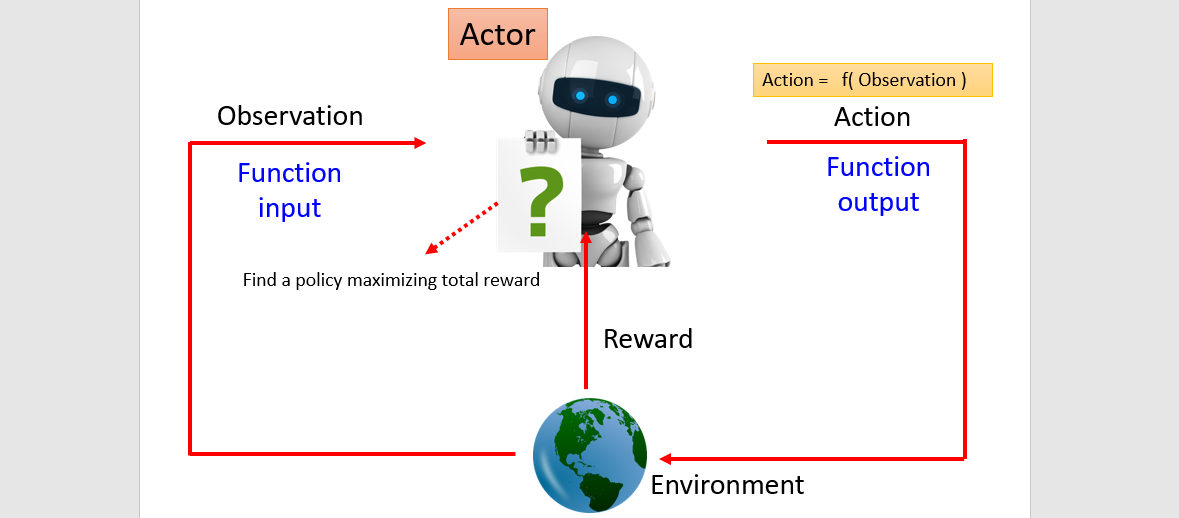 Actor
Action = f( Observation )
Observation
Action
Function
input
Function
output
?
Find a policy maximizing total reward
Reward
Environment